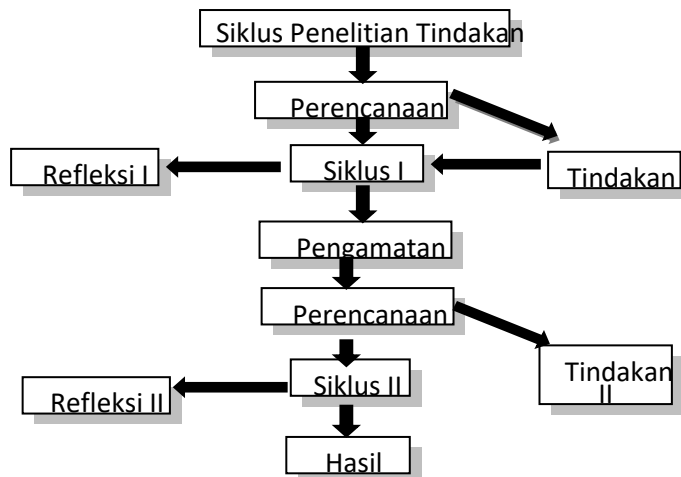 Siklus Penelitian Tindakan
Perencanaan
Refleksi I
Siklus I
Tindakan
Pengamatan
Perencanaan
Refleksi II
Siklus II
Tindakan
II
Hasil